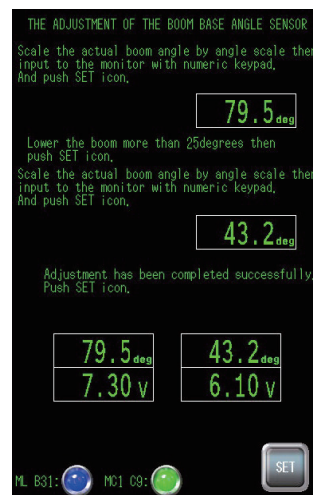 THE ADJUSTMENT OF THE BOOM BASE ANGLE SENSOR
Scale the actual boom angle by angle scale then
input to the monitor with numeric keypad.
And push SET icon.
79.5deg
Lower the boom more than 25degrees then
push SET icon.
Scale the actual boom angle by angle scale then
input to the monitor with numeric keypad.
And push SET icon.
43.2deg
Adjustment has been completed successfully.
Push SET icon.
79.5deg 43.2deg
7.30 V 6.10 V
ML B31: MC1 C9: SET